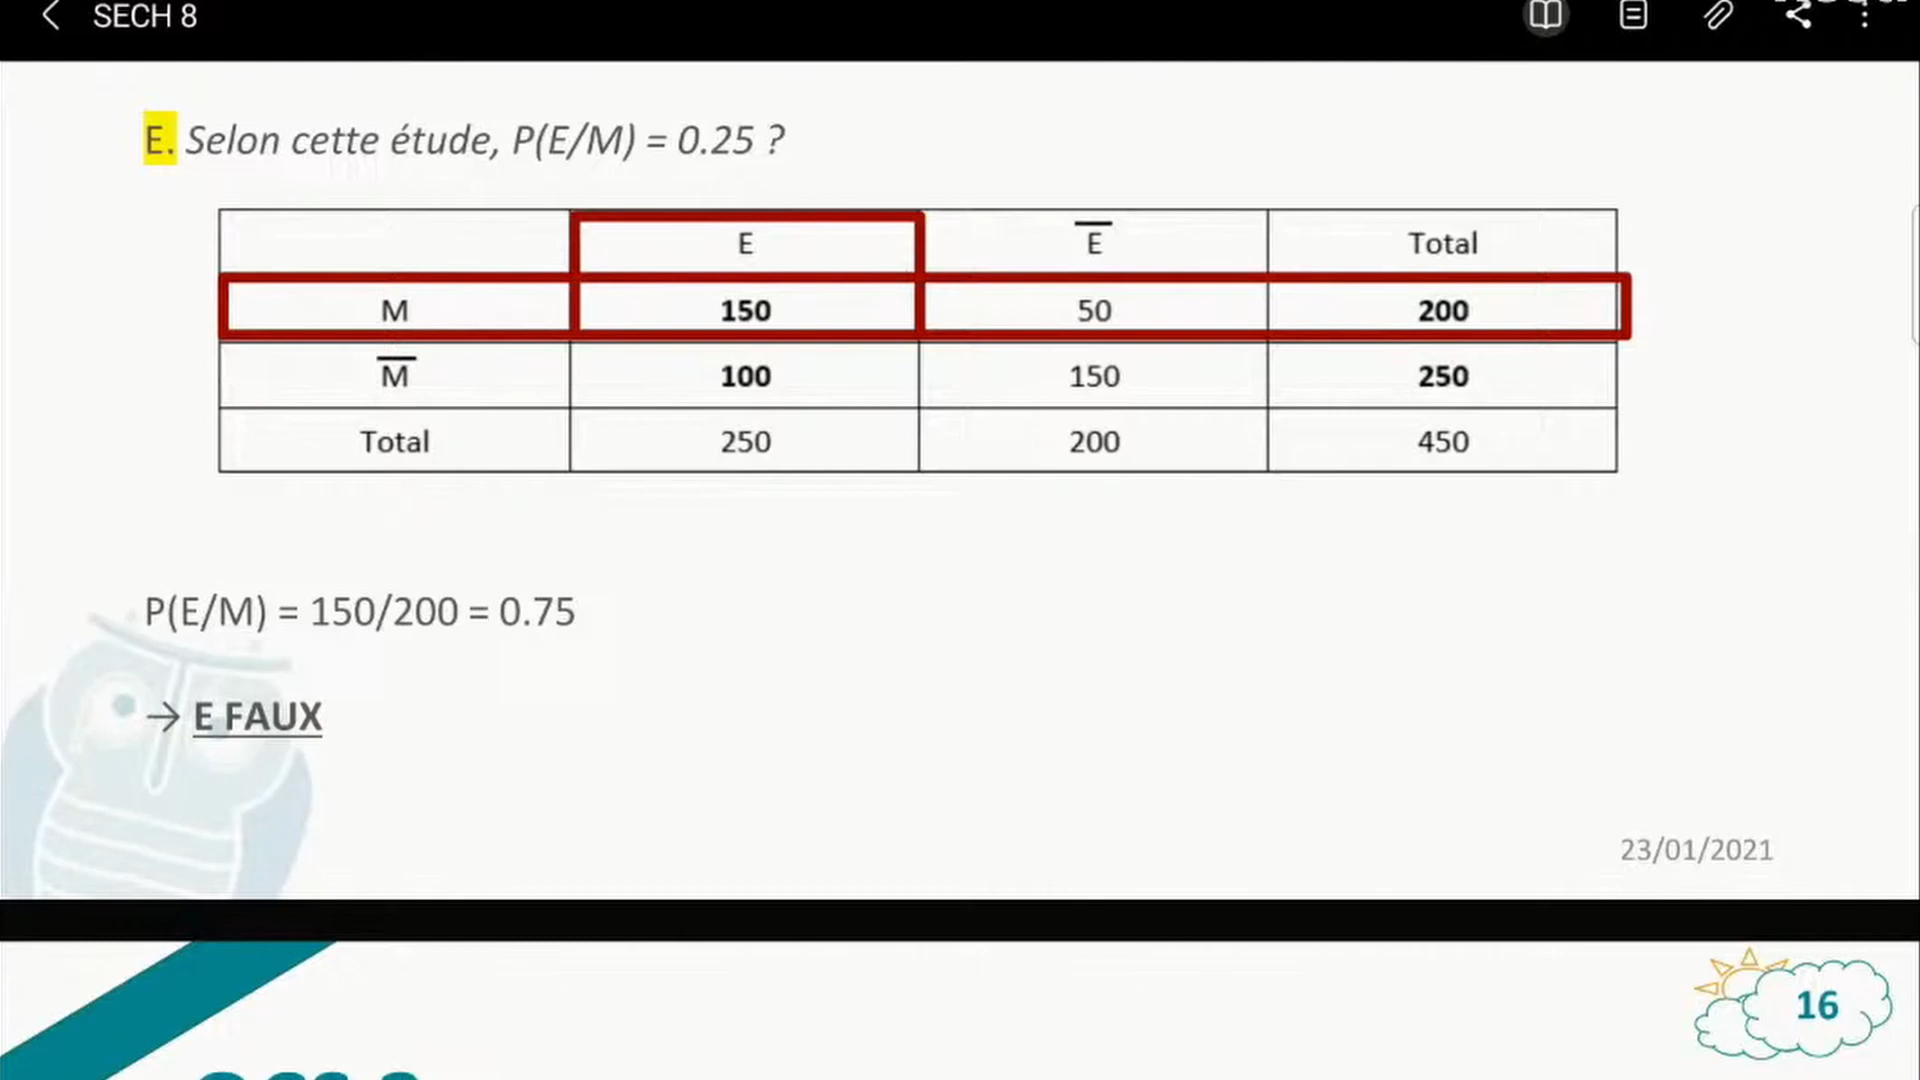 SECH 8
E. Selon cette étude, P(E/M) = 0.25 ?
E E̅ Total
M 150 50 200
M̅ 100 150 250
Total 250 200 450
P(E/M) = 150/200 = 0.75
→ E FAUX
23/01/2021
16